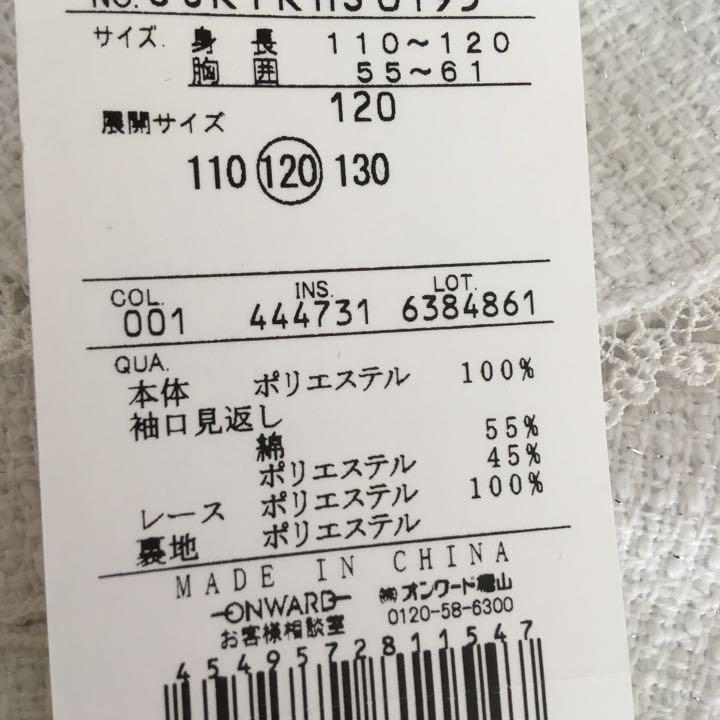 NO.
サイズ. 身長 110～120
胸囲 55～61
120
展開サイズ
110 120 130
COL. INS. LOT.
001 444731 6384861
QUA.
本体 ポリエステル 100%
袖口見返し
綿 55%
ポリエステル 45%
レース ポリエステル 100%
裏地 ポリエステル
MADE IN CHINA
ONWARD ㈱オンワード樫山
お客様相談室 0120-58-6300
4549572811547